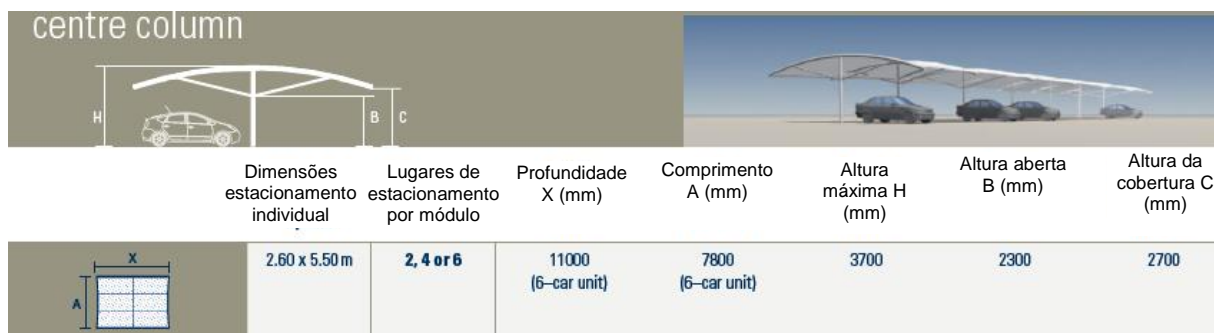 centre column
H
B
C
Dimensões
estacionamento
individual
Lugares de
estacionamento
por módulo
Profundidade
X (mm)
Comprimento
A (mm)
Altura
máxima H
(mm)
Altura aberta
B (mm)
Altura da
cobertura C
(mm)
X
A
2.60 x 5.50 m
2, 4 or 6
11000
(6–car unit)
7800
(6–car unit)
3700
2300
2700